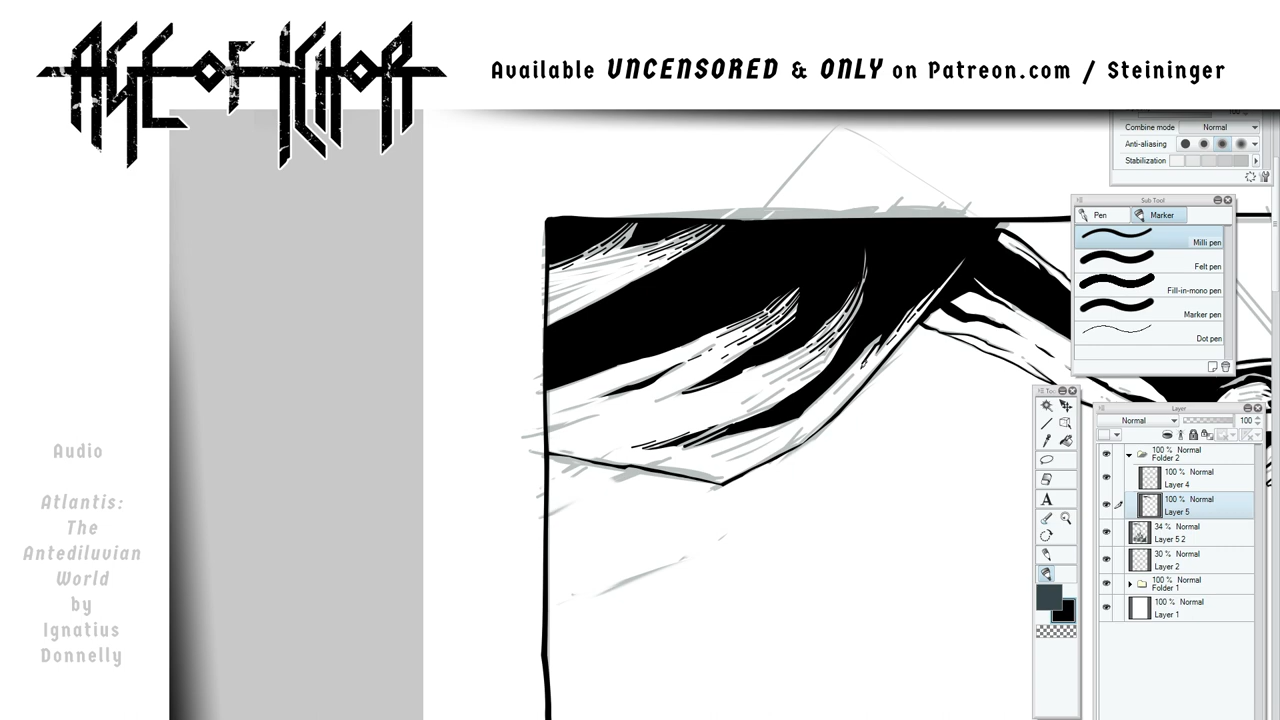 AGE OF ICHOR
Available UNCENSORED & ONLY on Patreon.com / Steininger
Combine mode Normal
Anti-aliasing
Stabilization
Sub Tool
Pen Marker
Milli pen
Felt pen
Fill-in-mono pen
Marker pen
Dot pen
Layer
Normal 100
100 % Normal
Folder 2
100 % Normal
Layer 4
100 % Normal
Layer 5
34 % Normal
Layer 5 2
30 % Normal
Layer 2
100 % Normal
Folder 1
100 % Normal
Layer 1
A
Audio
Atlantis:
The
Antediluvian
World
by
Ignatius
Donnelly